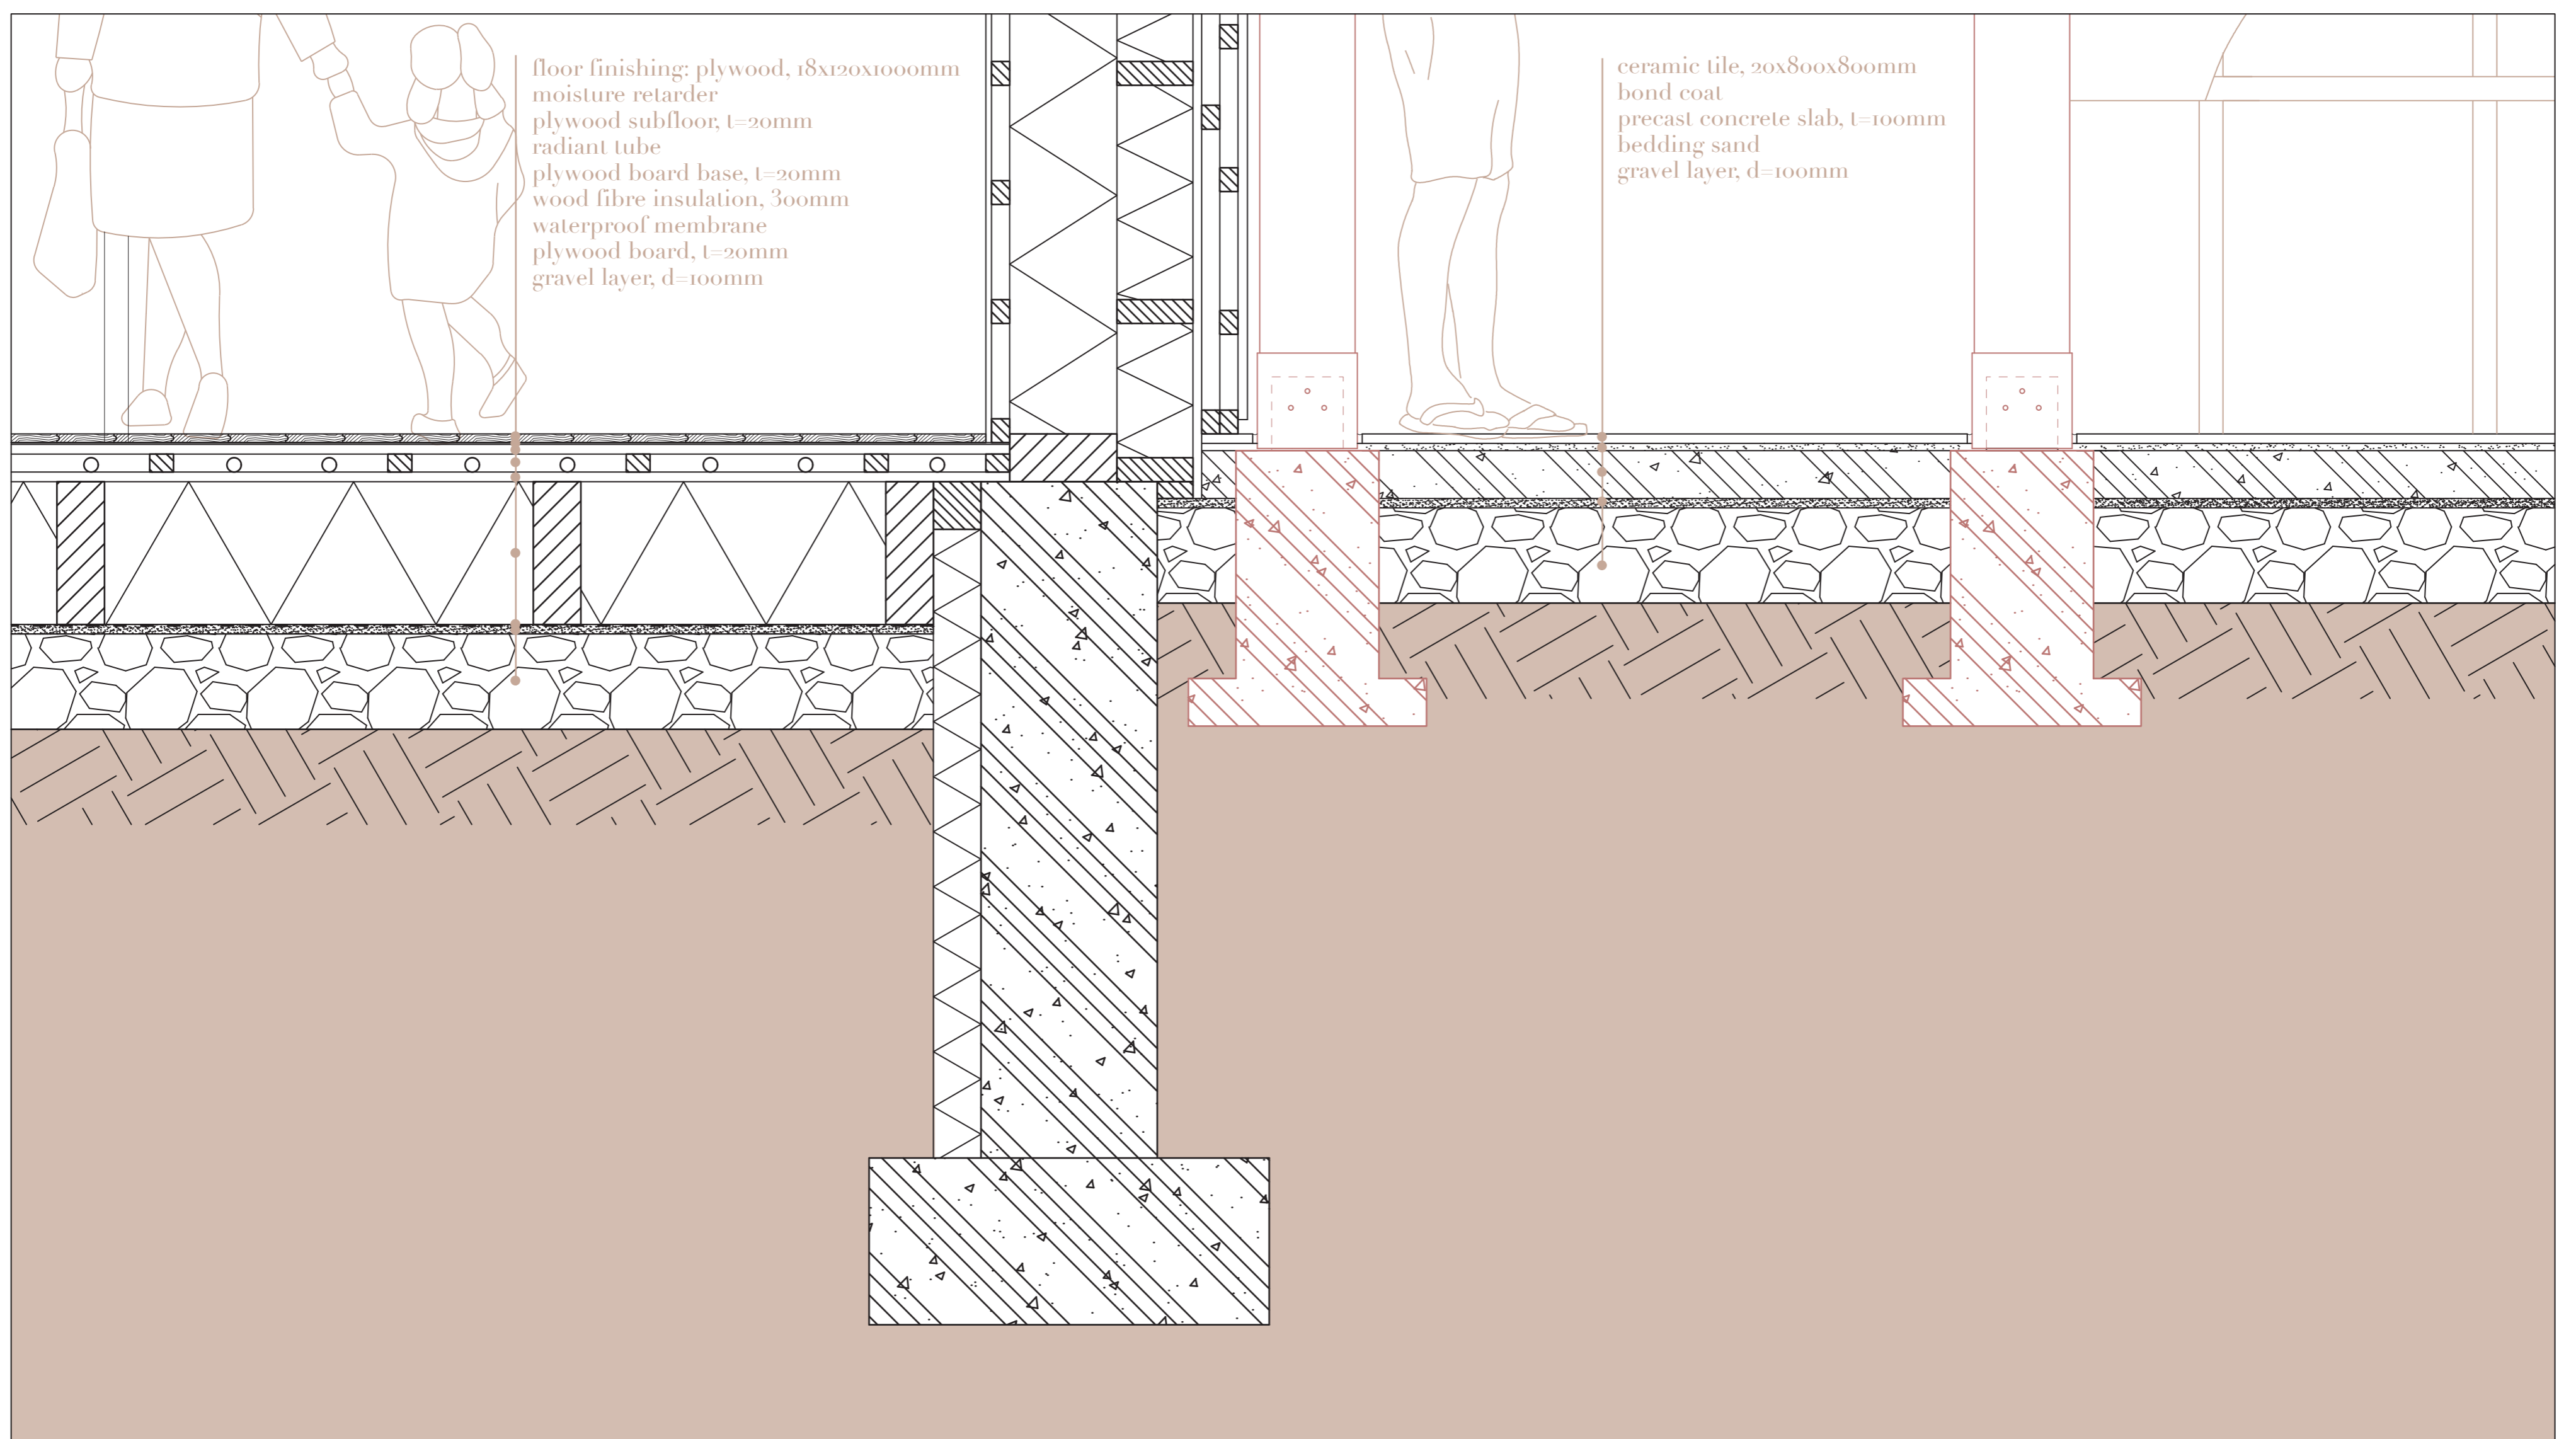 floor finishing: plywood, 18x120x1000mm
moisture retarder
plywood subfloor, t=20mm
radiant tube
plywood board base, t=20mm
wood fibre insulation, 300mm
waterproof membrane
plywood board, t=20mm
gravel layer, d=100mm
ceramic tile, 20x800x800mm
bond coat
precast concrete slab, t=100mm
bedding sand
gravel layer, d=100mm